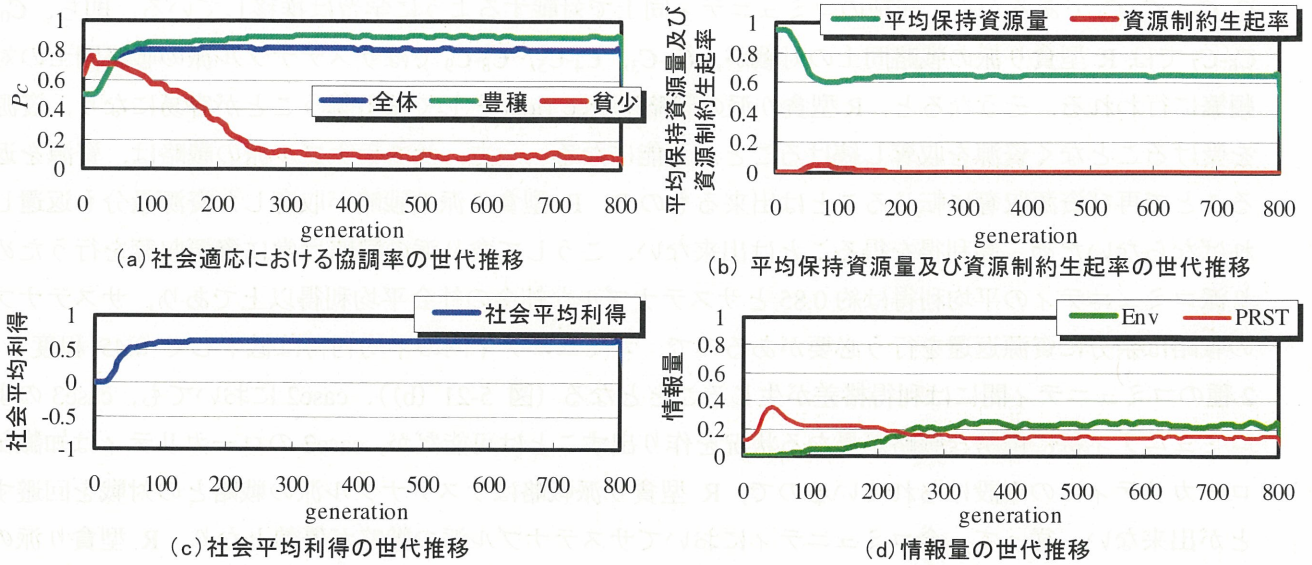 平均保持資源量 資源制約生起率
平均保持資源量及び
資源制約生起率
Pc
1
0.8
0.6
0.4
0.2
0
全体 豊穣 貧少
0 100 200 300 400 500 600 700 800
generation
(a)社会適応における協調率の世代推移
1
0.8
0.6
0.4
0.2
0
0 100 200 300 400 500 600 700 800
generation
(b) 平均保持資源量及び資源制約生起率の世代推移
社会平均利得
社会平均利得
1
0.5
0
-0.5
-1
0 100 200 300 400 500 600 700 800
generation
(c)社会平均利得の世代推移
Env PRST
情報量
1
0.8
0.6
0.4
0.2
0
0 100 200 300 400 500 600 700 800
generation
(d)情報量の世代推移